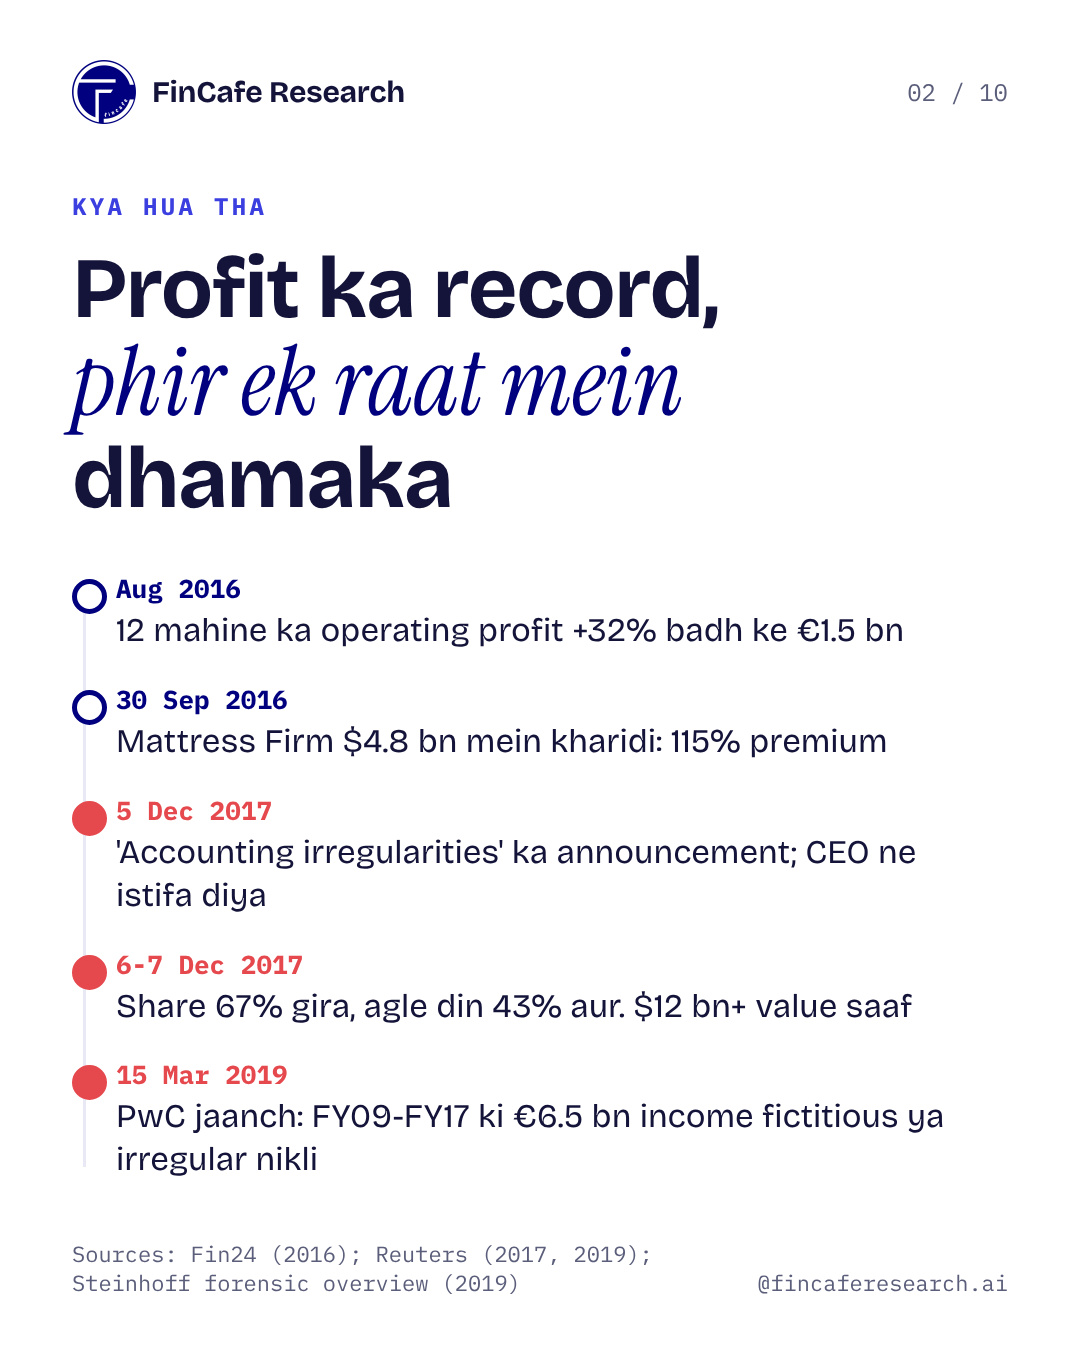 fincafe
FinCafe Research
02 / 10
KYA HUA THA
Profit ka record,
phir ek raat mein
dhamaka
Aug 2016
12 mahine ka operating profit +32% badh ke €1.5 bn
30 Sep 2016
Mattress Firm $4.8 bn mein kharidi: 115% premium
5 Dec 2017
'Accounting irregularities' ka announcement; CEO ne
istifa diya
6-7 Dec 2017
Share 67% gira, agle din 43% aur. $12 bn+ value saaf
15 Mar 2019
PwC jaanch: FY09-FY17 ki €6.5 bn income fictitious ya
irregular nikli
Sources: Fin24 (2016); Reuters (2017, 2019);
Steinhoff forensic overview (2019)
@fincaferesearch.ai